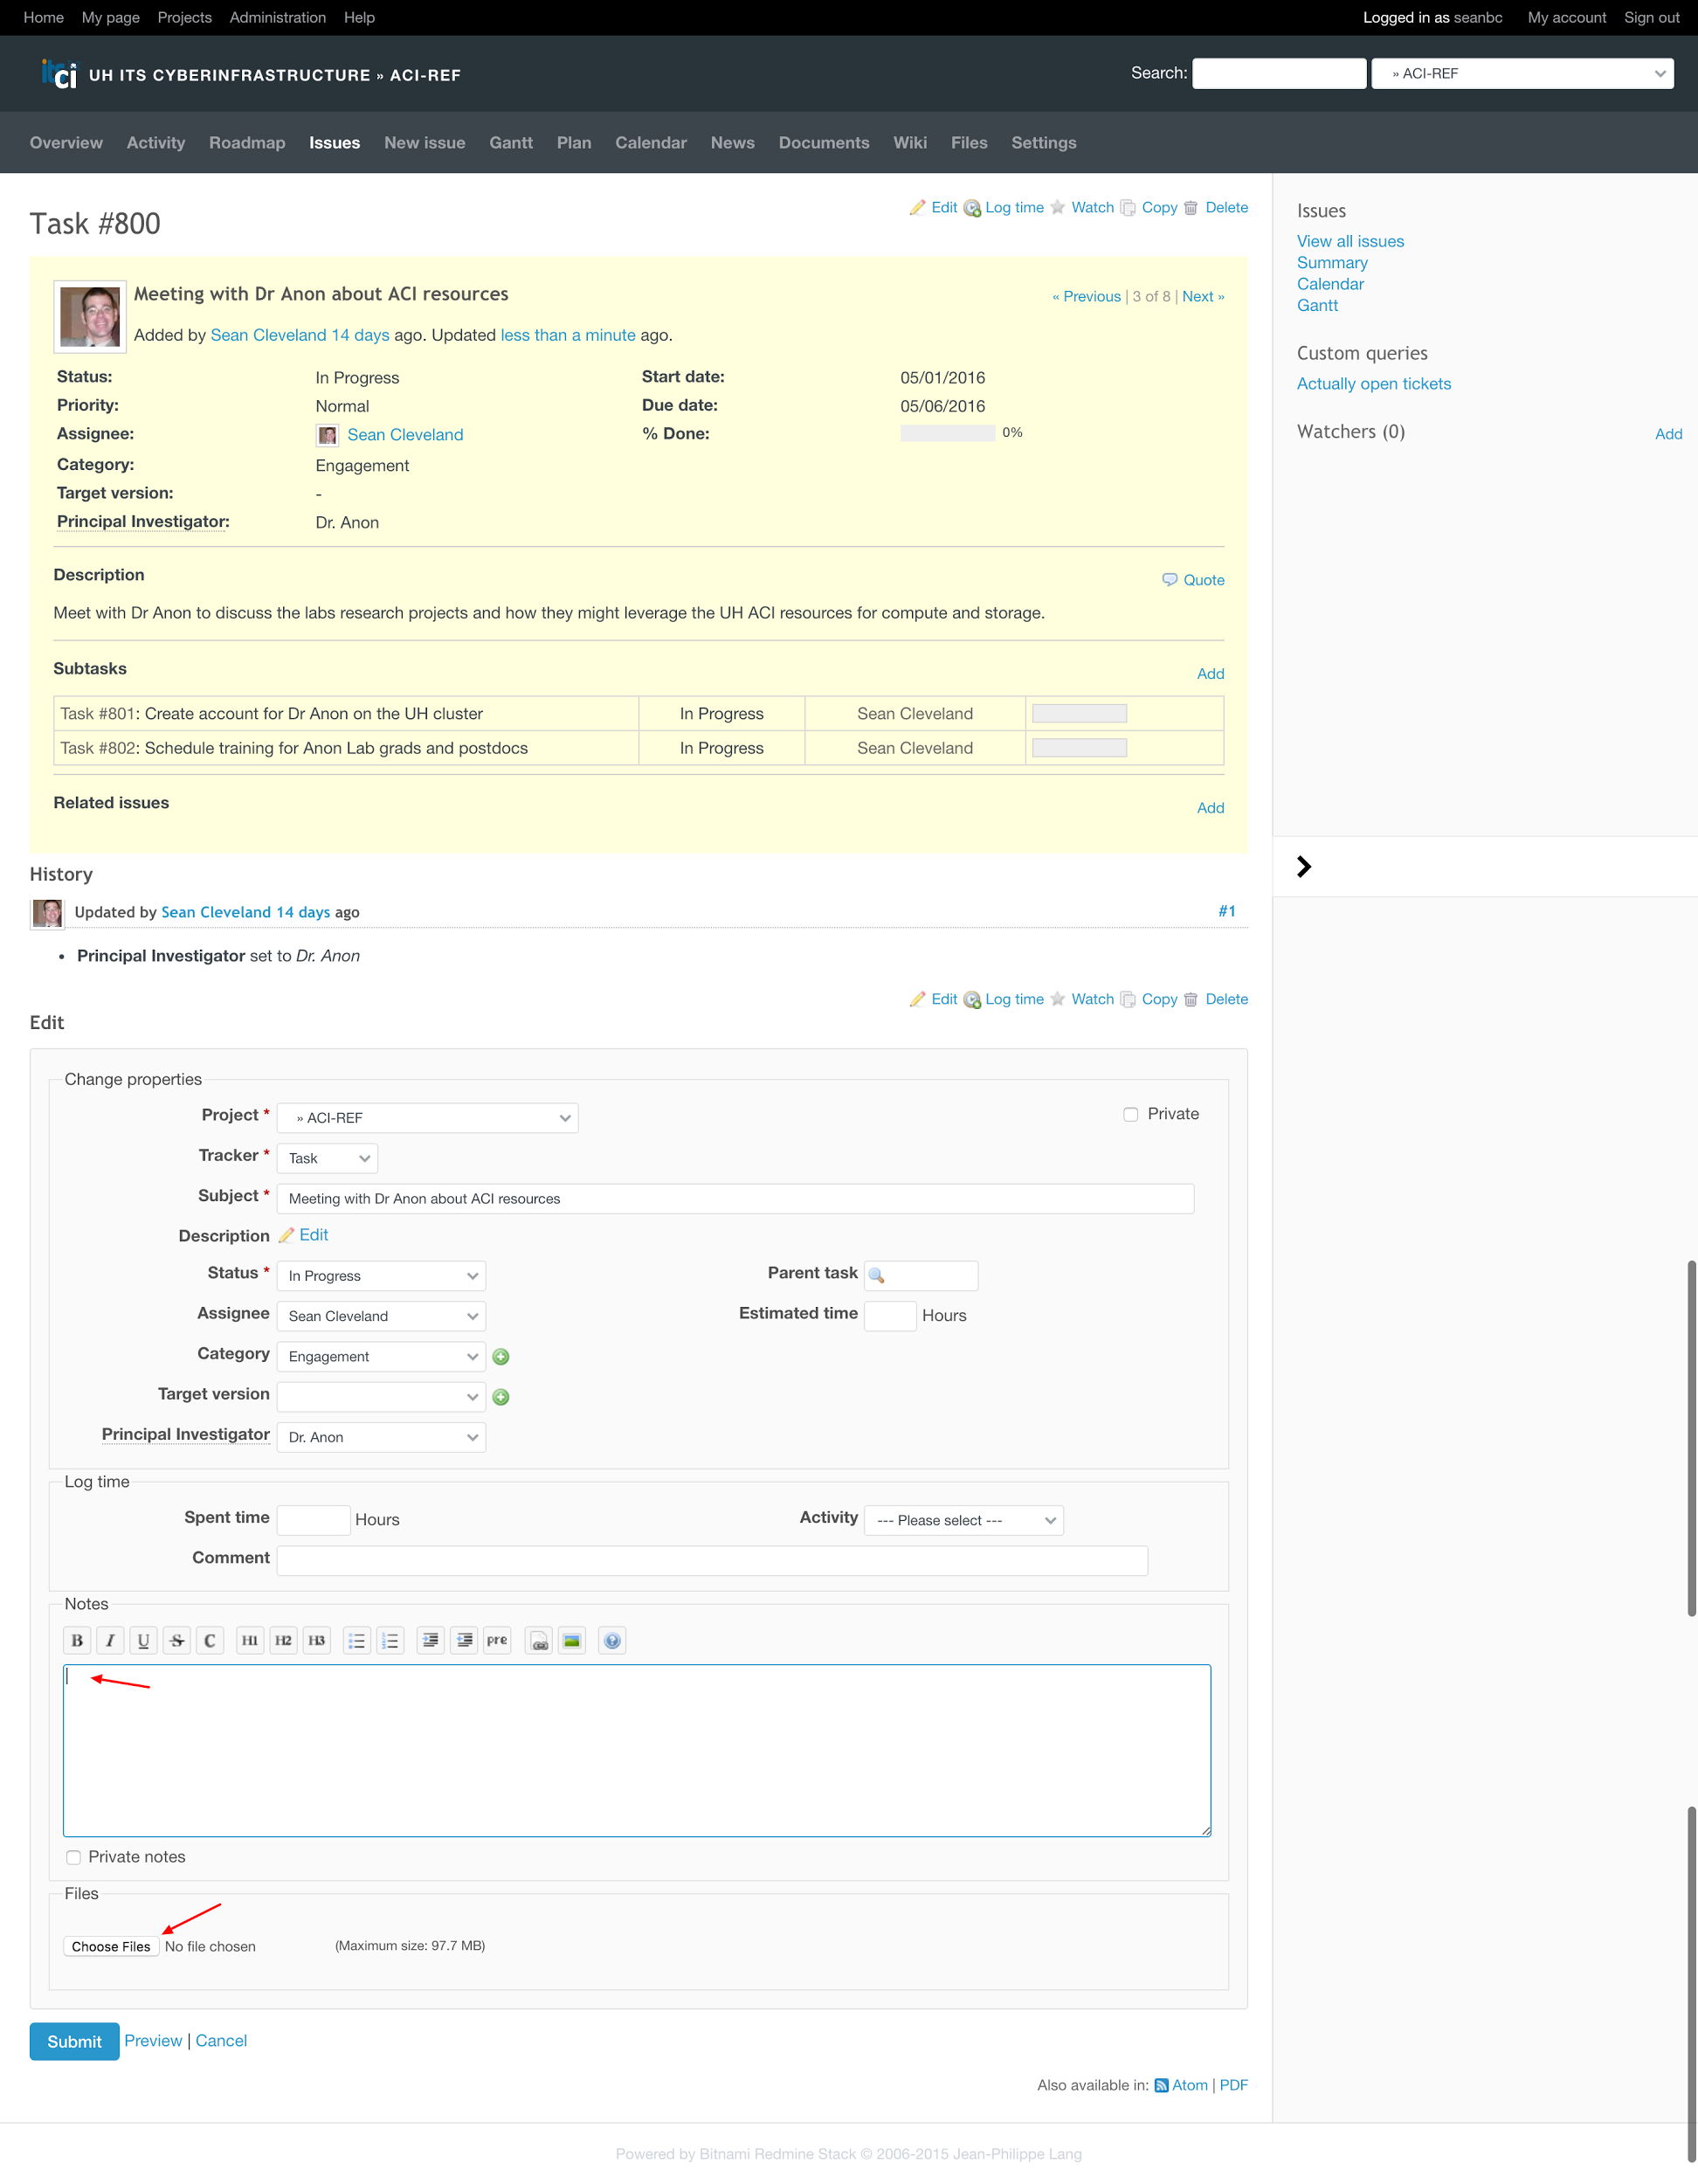 Home My page Projects Administration Help Logged in as seanbc My account Sign out
itci UH ITS CYBERINFRASTRUCTURE » ACI-REF Search: » ACI-REF
Overview Activity Roadmap Issues New issue Gantt Plan Calendar News Documents Wiki Files Settings
Task #800
Edit Log time Watch Copy Delete
Meeting with Dr Anon about ACI resources
« Previous | 3 of 8 | Next »
Added by Sean Cleveland 14 days ago. Updated less than a minute ago.
Status: In Progress Start date: 05/01/2016
Priority: Normal Due date: 05/06/2016
Assignee: Sean Cleveland % Done: 0%
Category: Engagement
Target version: -
Principal Investigator: Dr. Anon
Description
Quote
Meet with Dr Anon to discuss the labs research projects and how they might leverage the UH ACI resources for compute and storage.
Subtasks
Add
Task #801: Create account for Dr Anon on the UH cluster In Progress Sean Cleveland
Task #802: Schedule training for Anon Lab grads and postdocs In Progress Sean Cleveland
Related issues
Add
History
Updated by Sean Cleveland 14 days ago #1
• Principal Investigator set to Dr. Anon
Edit Log time Watch Copy Delete
Edit
Change properties
Project * » ACI-REF Private
Tracker * Task
Subject * Meeting with Dr Anon about ACI resources
Description Edit
Status * In Progress Parent task
Assignee Sean Cleveland Estimated time Hours
Category Engagement
Target version
Principal Investigator Dr. Anon
Log time
Spent time Hours Activity --- Please select ---
Comment
Notes
B I U S C H1 H2 H3 pre
Private notes
Files
Choose Files No file chosen (Maximum size: 97.7 MB)
Submit Preview | Cancel
Also available in: Atom | PDF
Issues
View all issues
Summary
Calendar
Gantt
Custom queries
Actually open tickets
Watchers (0) Add
Powered by Bitnami Redmine Stack © 2006-2015 Jean-Philippe Lang